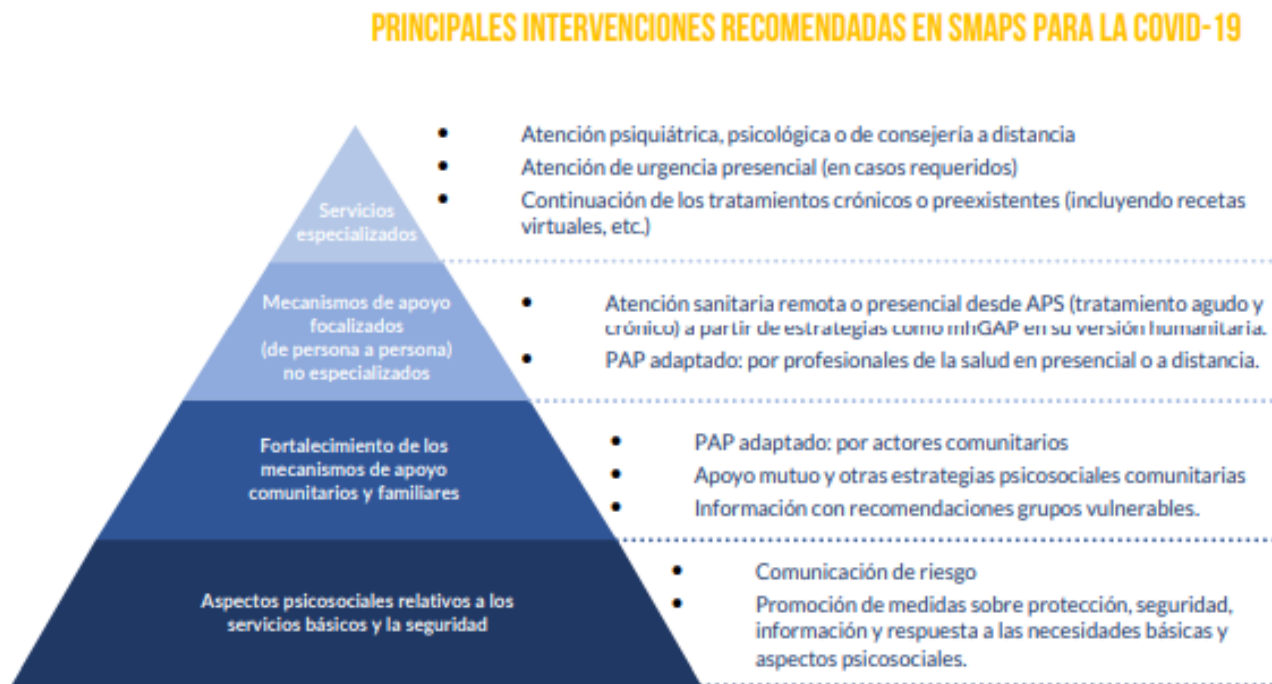 PRINCIPALES INTERVENCIONES RECOMENDADAS EN SMAPS PARA LA COVID-19
Servicios
especializados
• Atención psiquiátrica, psicológica o de consejería a distancia
• Atención de urgencia presencial (en casos requeridos)
• Continuación de los tratamientos crónicos o preexistentes (incluyendo recetas
virtuales, etc.)
Mecanismos de apoyo
focalizados
(de persona a persona)
no especializados
• Atención sanitaria remota o presencial desde APS (tratamiento agudo y
crónico) a partir de estrategias como mhGAP en su versión humanitaria.
• PAP adaptado: por profesionales de la salud en presencial o a distancia.
Fortalecimiento de los
mecanismos de apoyo
comunitarios y familiares
• PAP adaptado: por actores comunitarios
• Apoyo mutuo y otras estrategias psicosociales comunitarias
• Información con recomendaciones grupos vulnerables.
Aspectos psicosociales relativos a los
servicios básicos y la seguridad
• Comunicación de riesgo
• Promoción de medidas sobre protección, seguridad,
información y respuesta a las necesidades básicas y
aspectos psicosociales.